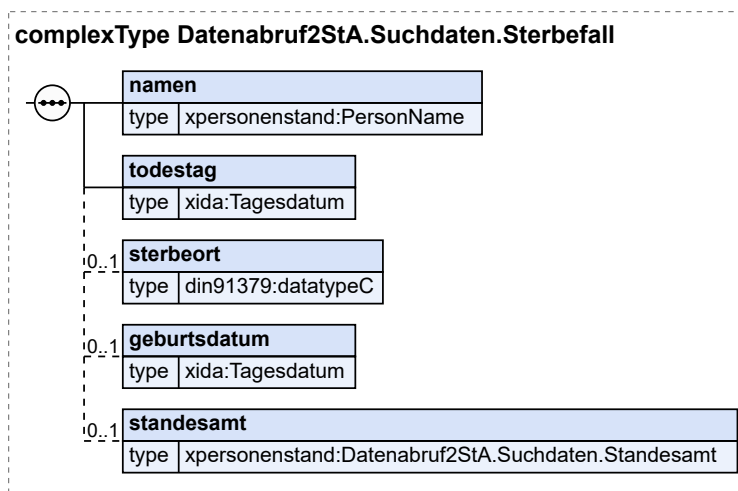 complexType Datenabruf2StA.Suchdaten.Sterbefall
namen
type xpersonenstand:PersonName
todestag
type xida:Tagesdatum
0..1 sterbeort
type din91379:datatypeC
0..1 geburtsdatum
type xida:Tagesdatum
0..1 standesamt
type xpersonenstand:Datenabruf2StA.Suchdaten.Standesamt